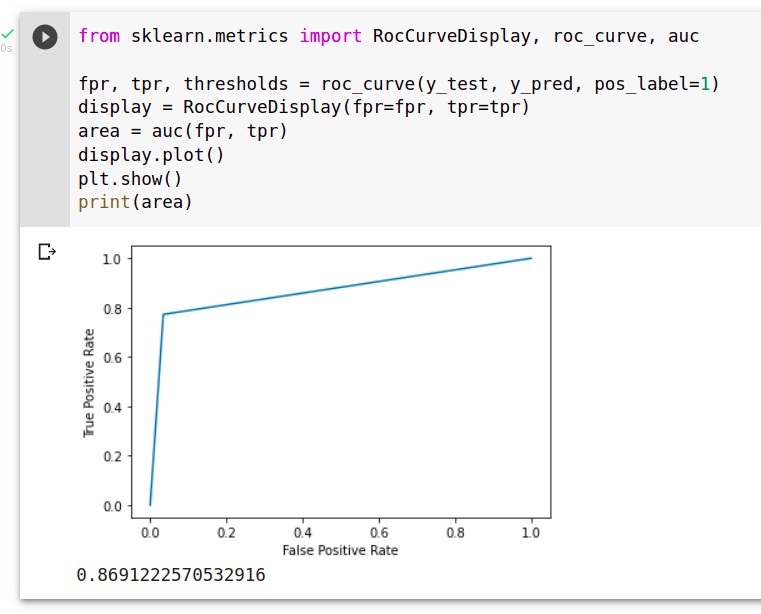 0s
from sklearn.metrics import RocCurveDisplay, roc_curve, auc
fpr, tpr, thresholds = roc_curve(y_test, y_pred, pos_label=1)
display = RocCurveDisplay(fpr=fpr, tpr=tpr)
area = auc(fpr, tpr)
display.plot()
plt.show()
print(area)
1.0
0.8
0.6
0.4
0.2
0.0
True Positive Rate
0.0 0.2 0.4 0.6 0.8 1.0
False Positive Rate
0.8691222570532916